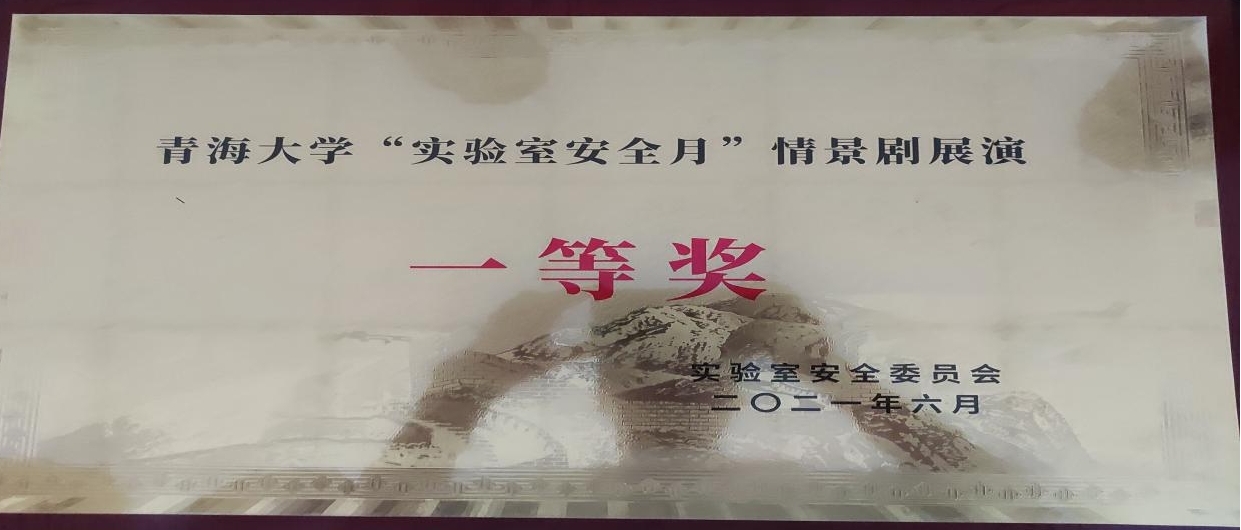 青海大学“实验室安全月”情景剧展演
一等奖
实验室安全委员会
二〇二一年六月